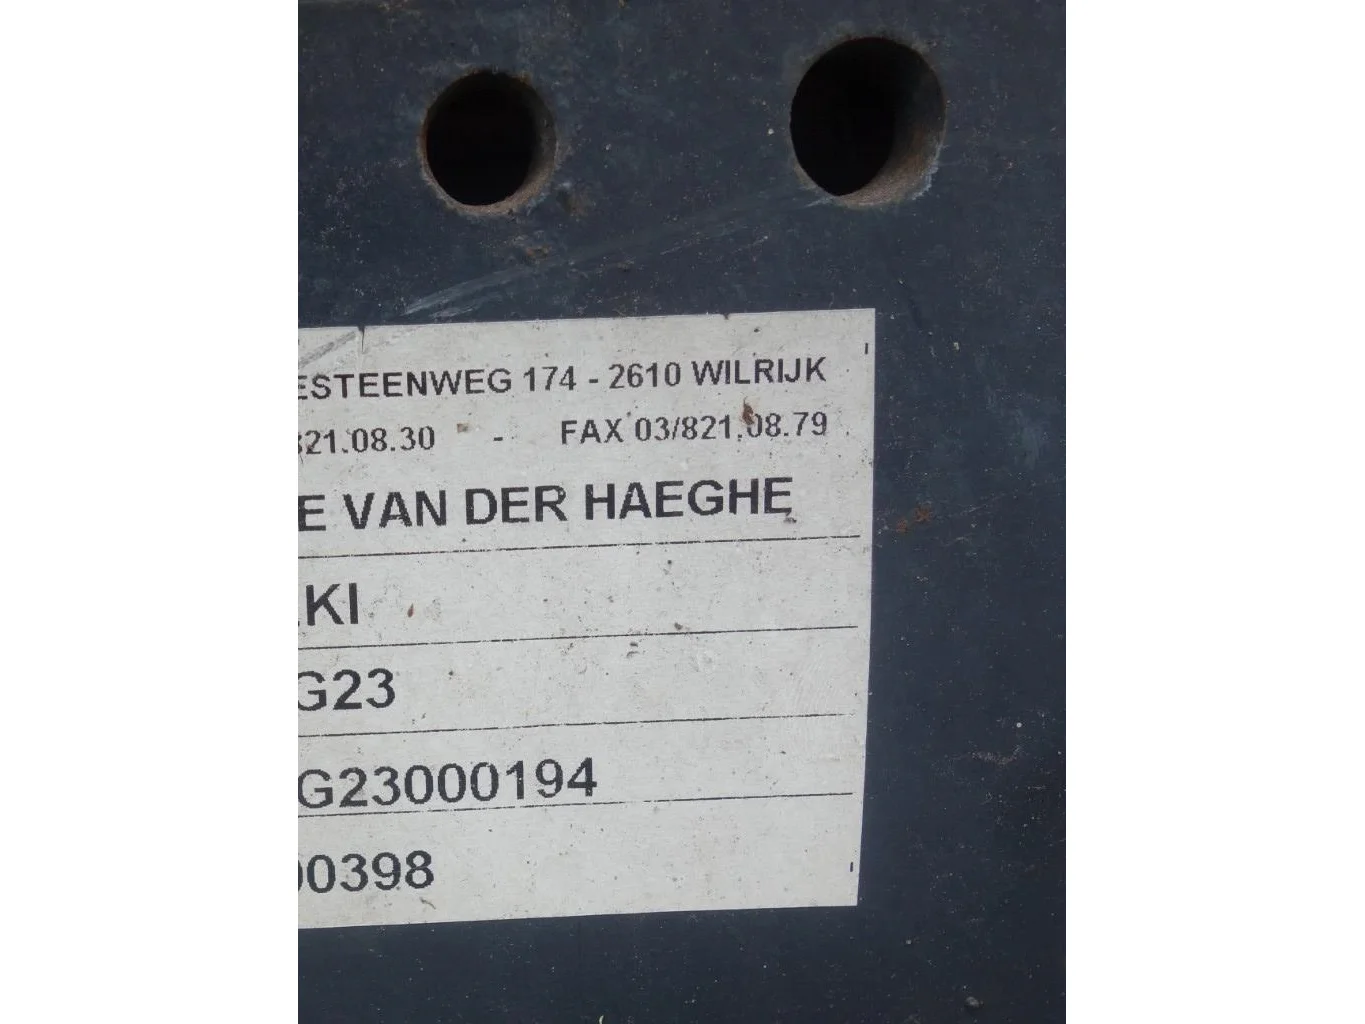 ESTEENWEG 174 - 2610 WILRIJK
821.08.30 - FAX 03/821.08.79
E VAN DER HAEGHE
KI
G23
G23000194
00398